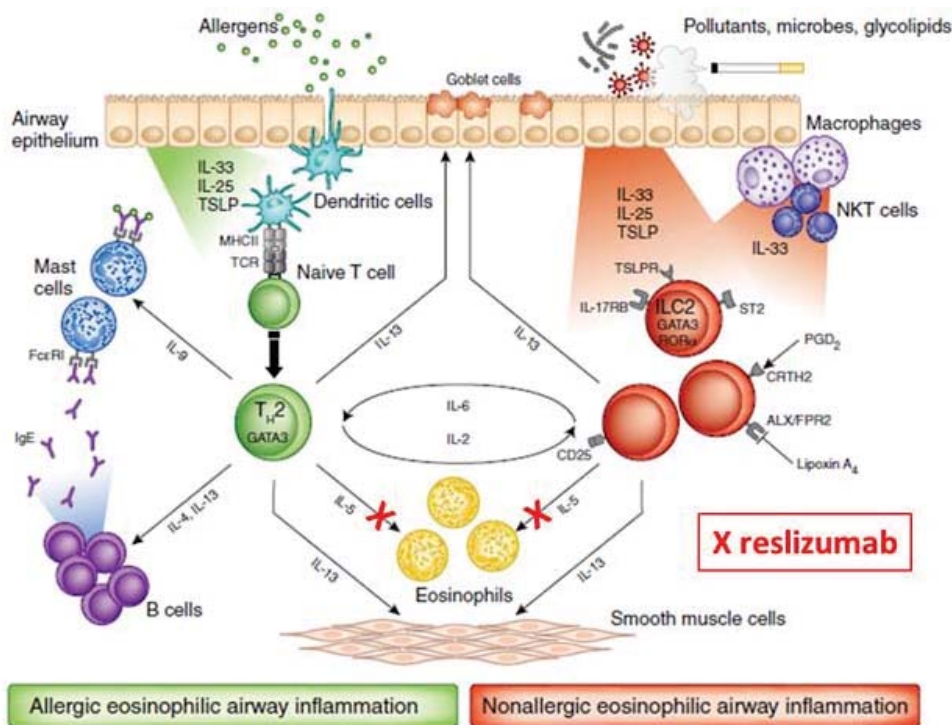 Allergens
Pollutants, microbes, glycolipids
Goblet cells
Airway
epithelium
Macrophages
IL-33
IL-25
TSLP
Dendritic cells
IL-33
IL-25
TSLP
NKT cells
IL-33
MHCII
TCR
Naive T cell
Mast
cells
TSLPR
IL-17RB
ILC2
GATA3
RORα
ST2
FcεRI
IL-9
IL-13
IL-13
PGD2
CRTH2
TH2
GATA3
IL-6
IL-2
CD25
ALX/FPR2
Lipoxin A4
IgE
IL-4, IL-13
IL-5
X
X
IL-5
X reslizumab
IL-13
IL-13
B cells
Eosinophils
Smooth muscle cells
Allergic eosinophilic airway inflammation
Nonallergic eosinophilic airway inflammation